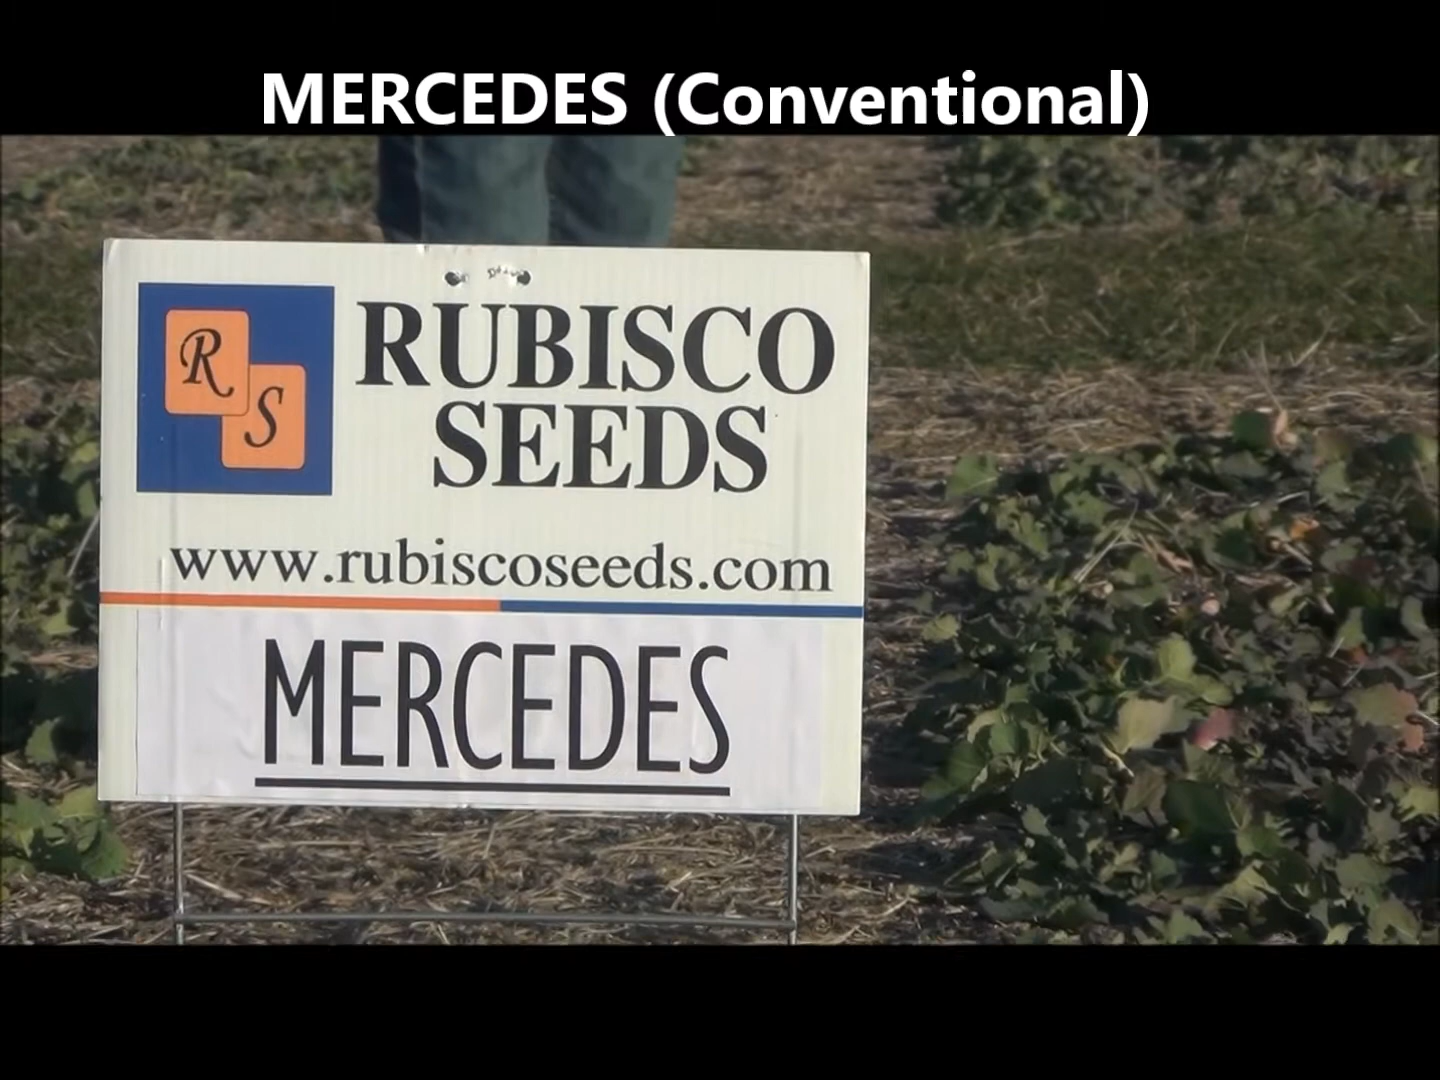 MERCEDES (Conventional)
R
S
RUBISCO
SEEDS
www.rubiscoseeds.com
MERCEDES